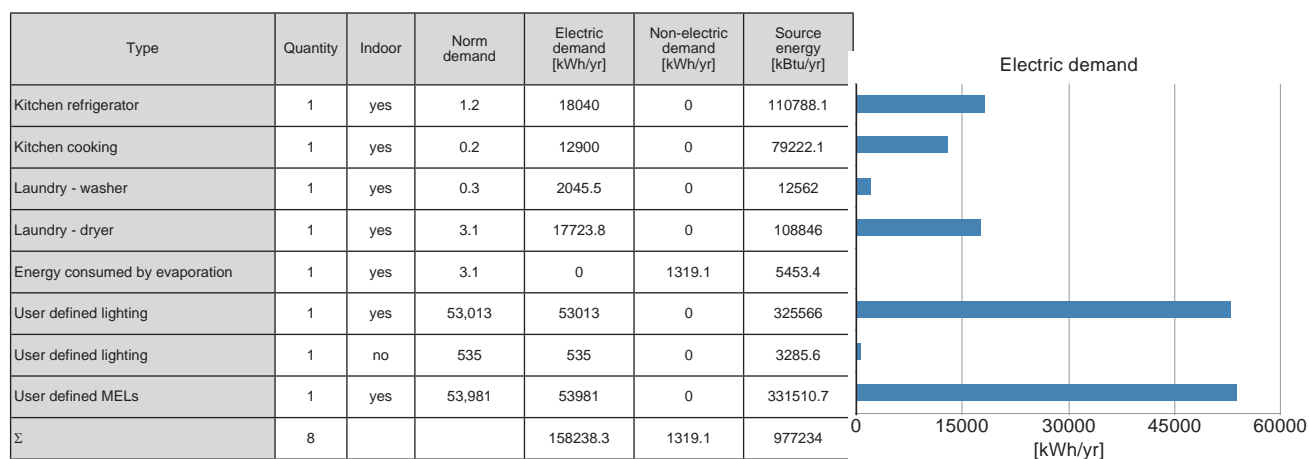 Type Quantity Indoor Norm demand Electric demand [kWh/yr] Non-electric demand [kWh/yr] Source energy [kBtu/yr]
Kitchen refrigerator 1 yes 1.2 18040 0 110788.1
Kitchen cooking 1 yes 0.2 12900 0 79222.1
Laundry - washer 1 yes 0.3 2045.5 0 12562
Laundry - dryer 1 yes 3.1 17723.8 0 108846
Energy consumed by evaporation 1 yes 3.1 0 1319.1 5453.4
User defined lighting 1 yes 53,013 53013 0 325566
User defined lighting 1 no 535 535 0 3285.6
User defined MELs 1 yes 53,981 53981 0 331510.7
Σ 8 158238.3 1319.1 977234
Electric demand
0 15000 30000 45000 60000
[kWh/yr]